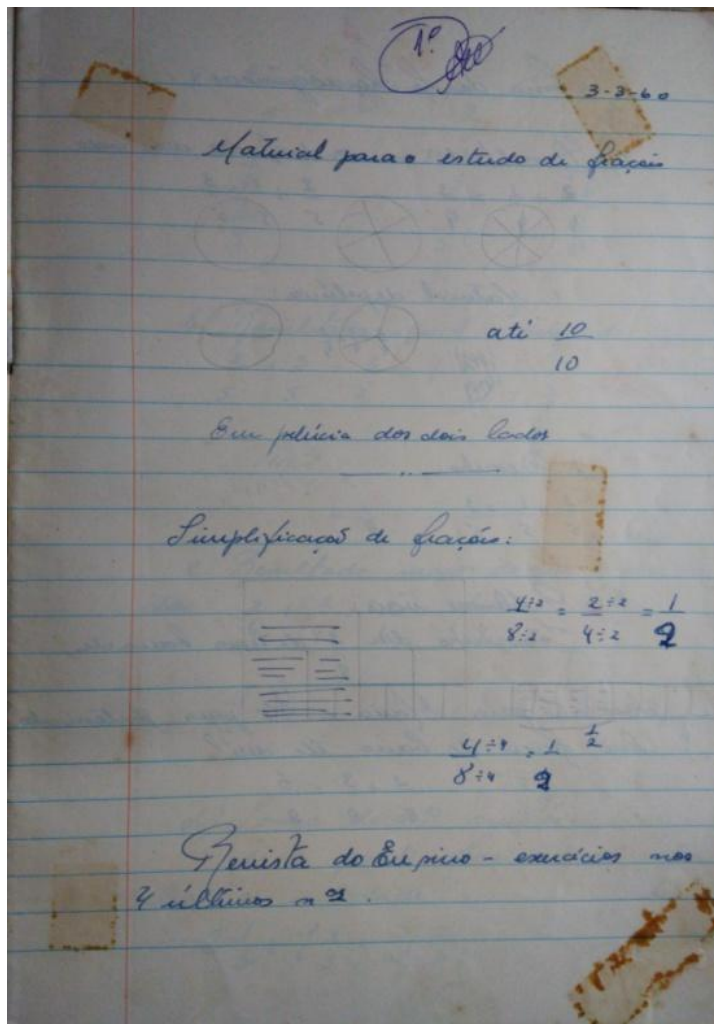 1º
3-3-60
Material para o estudo de frações
até 10/10
Em pelúcia dos dois lados
— " —
Simplificação de frações:
4÷2/8÷2 = 2÷2/4÷2 = 1/2
4÷4/8÷4 = 1/2 1/2
Revista do Ensino - exercícios nos
4 últimos nos.